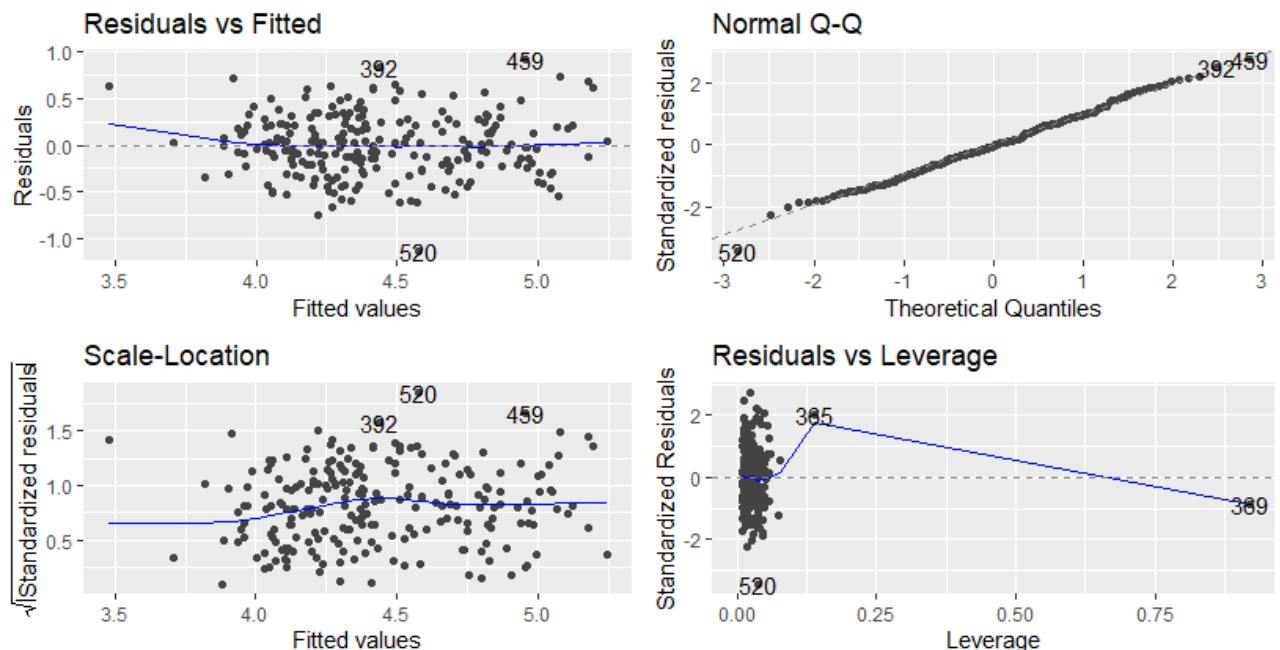 Residuals vs Fitted
1.0
0.5
0.0
-0.5
-1.0
Residuals
392
459
520
3.5 4.0 4.5 5.0
Fitted values
Normal Q-Q
2
0
-2
Standardized residuals
392
459
520
-3 -2 -1 0 1 2 3
Theoretical Quantiles
Scale-Location
1.5
1.0
0.5
√|Standardized residuals|
520
392
459
3.5 4.0 4.5 5.0
Fitted values
Residuals vs Leverage
2
0
-2
Standardized Residuals
365
520
0.00 0.25 0.50 0.75
Leverage